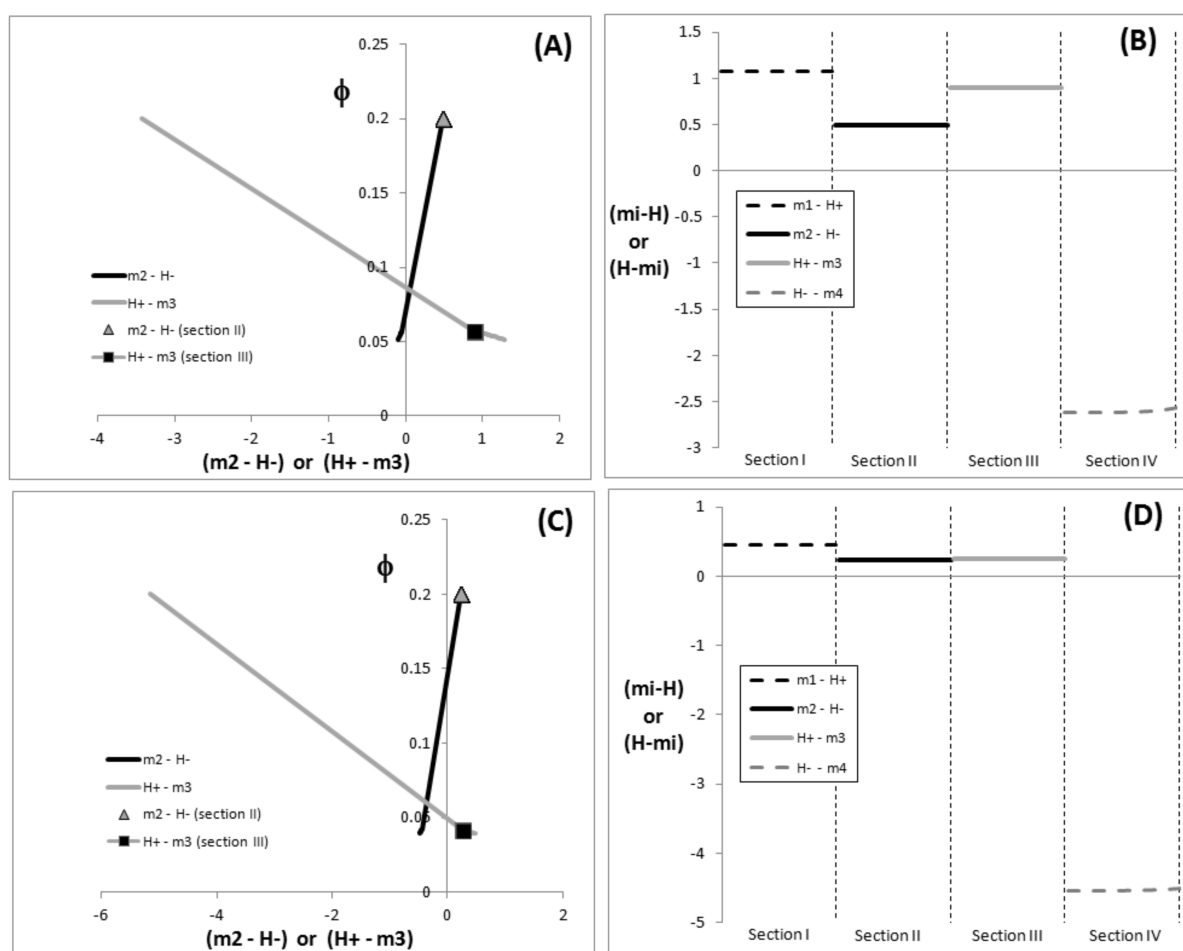 (A)
ϕ
0.25
0.2
0.15
0.1
0.05
0
m2 - H-
H+ - m3
m2 - H- (section II)
H+ - m3 (section III)
-4 -3 -2 -1 0 1 2
(m2 - H-) or (H+ - m3)
(B)
1.5
1
0.5
0
-0.5
-1
-1.5
-2
-2.5
-3
(mi-H)
or
(H-mi)
m1 - H+
m2 - H-
H+ - m3
H- - m4
Section I Section II Section III Section IV
(C)
ϕ
0.25
0.2
0.15
0.1
0.05
0
m2 - H-
H+ - m3
m2 - H- (section II)
H+ - m3 (section III)
-6 -4 -2 0 2
(m2 - H-) or (H+ - m3)
(D)
1
0
-1
-2
-3
-4
-5
(mi-H)
or
(H-mi)
m1 - H+
m2 - H-
H+ - m3
H- - m4
Section I Section II Section III Section IV